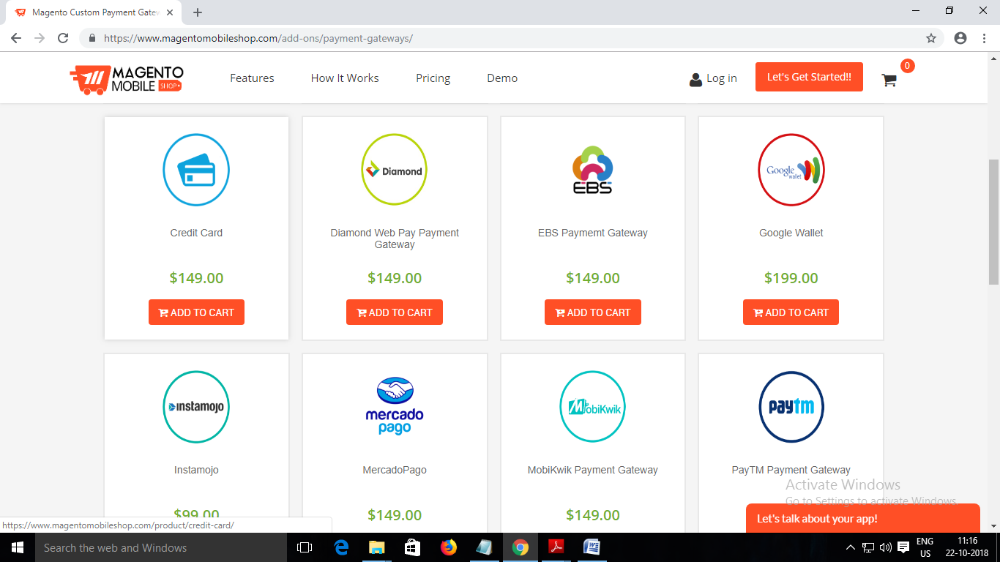 Magento Custom Payment Gatew
https://www.magentomobileshop.com/add-ons/payment-gateways/
MAGENTO
MOBILE SHOP+
Features How It Works Pricing Demo Log in Let's Get Started!! 0
Diamond
EBS
Google
wallet
Credit Card
Diamond Web Pay Payment
Gateway
EBS Paymemt Gateway
Google Wallet
$149.00 $149.00 $149.00 $199.00
ADD TO CART ADD TO CART ADD TO CART ADD TO CART
instamojo
mercado
pago
MobiKwik
paytm
Instamojo MercadoPago MobiKwik Payment Gateway PayTM Payment Gateway
Activate Windows
Go to Settings to activate Windows.
$99.00 $149.00 $149.00
Let's talk about your app!
https://www.magentomobileshop.com/product/credit-card/
Search the web and Windows
ENG
US
11:16
22-10-2018